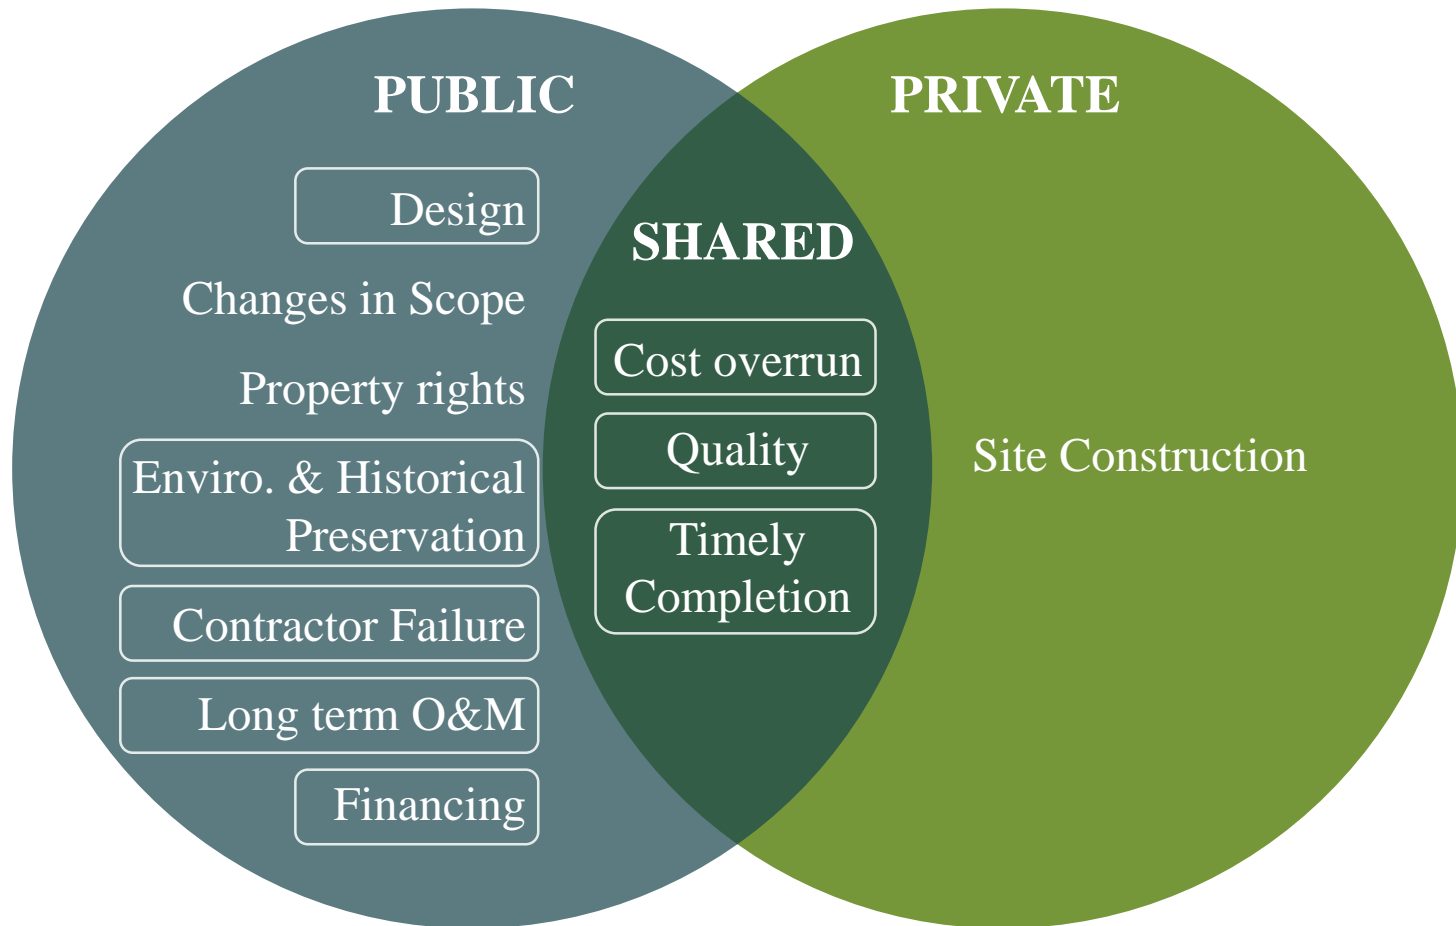 PUBLIC
Design
Changes in Scope
Property rights
Enviro. & Historical
Preservation
Contractor Failure
Long term O&M
Financing
SHARED
Cost overrun
Quality
Timely
Completion
PRIVATE
Site Construction